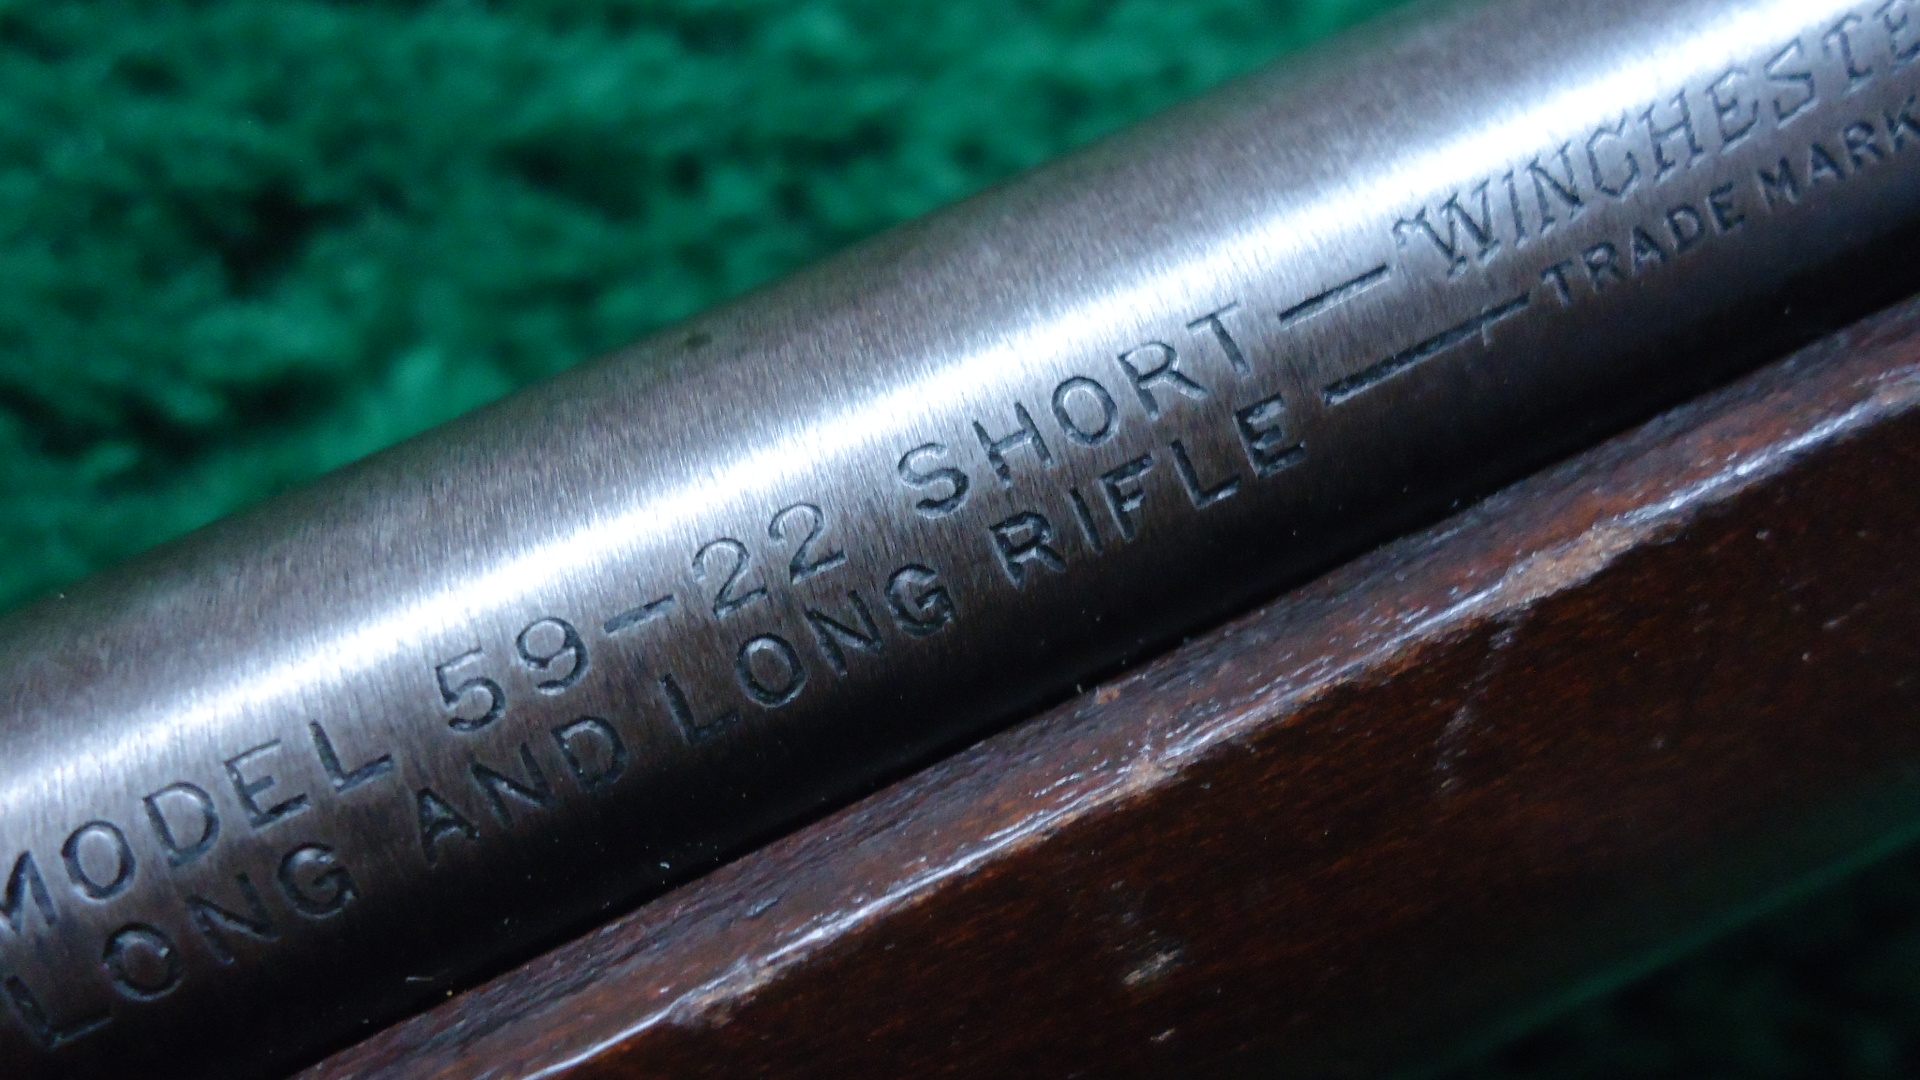 MODEL 59-22 SHORT — WINCHESTE
LONG AND LONG RIFLE — TRADE MARK